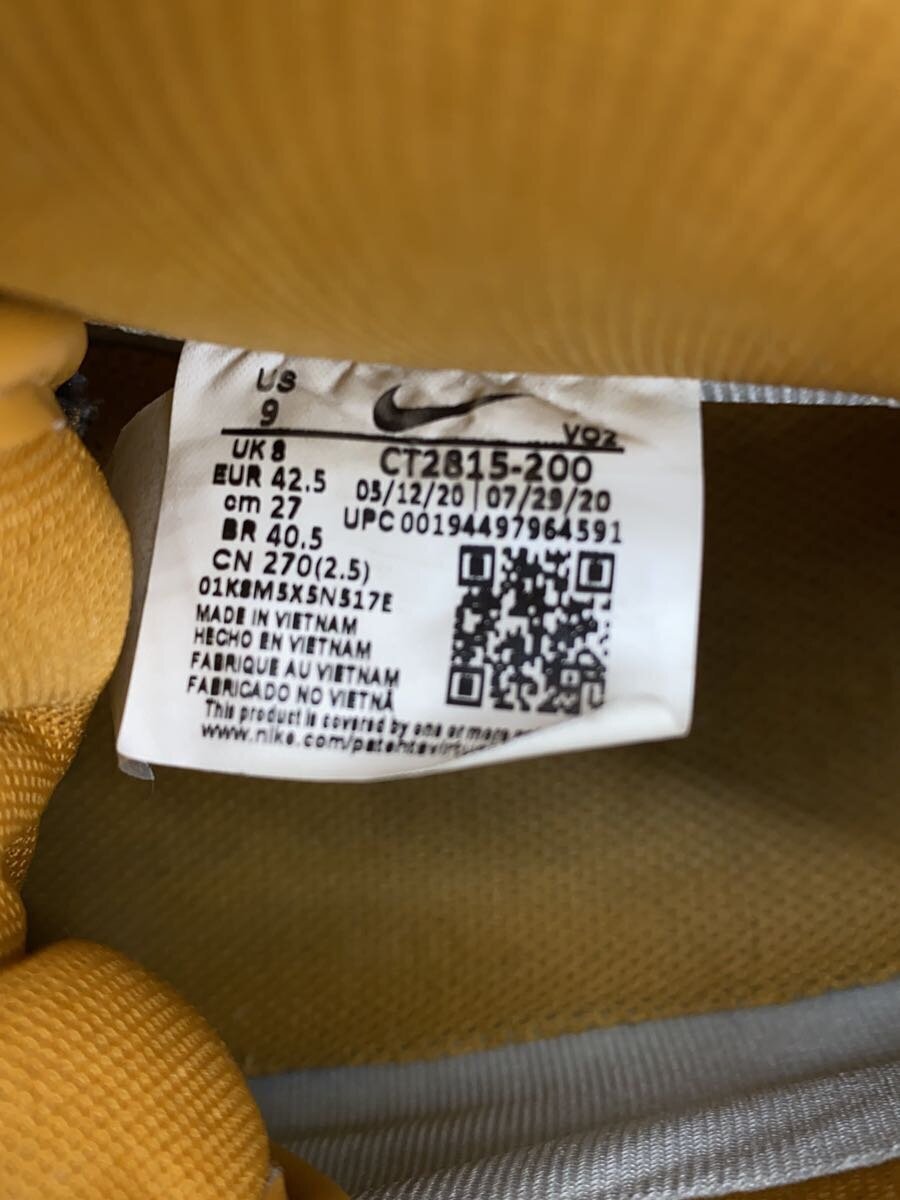 US
9
VO2
UK 8
EUR 42.5
cm 27
BR 40.5
CN 270(2.5)
CT2815-200
05/12/20 | 07/29/20
UPC 00194497964591
01K8M5X5N517E
MADE IN VIETNAM
HECHO EN VIETNAM
FABRIQUE AU VIETNAM
FABRICADO NO VIETNÃ
This product is covered by one or more
www.nike.com/patents